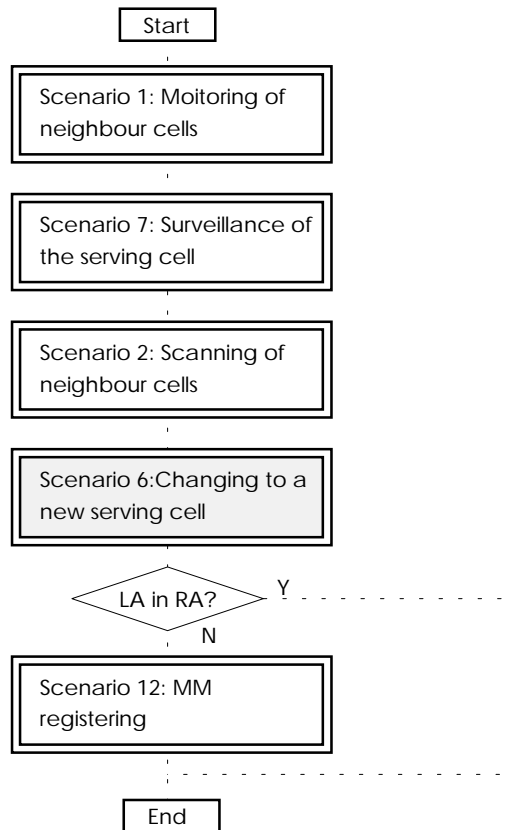 Start
Scenario 1: Moitoring of
neighbour cells
Scenario 7: Surveillance of
the serving cell
Scenario 2: Scanning of
neighbour cells
Scenario 6:Changing to a
new serving cell
LA in RA?
Y
N
Scenario 12: MM
registering
End